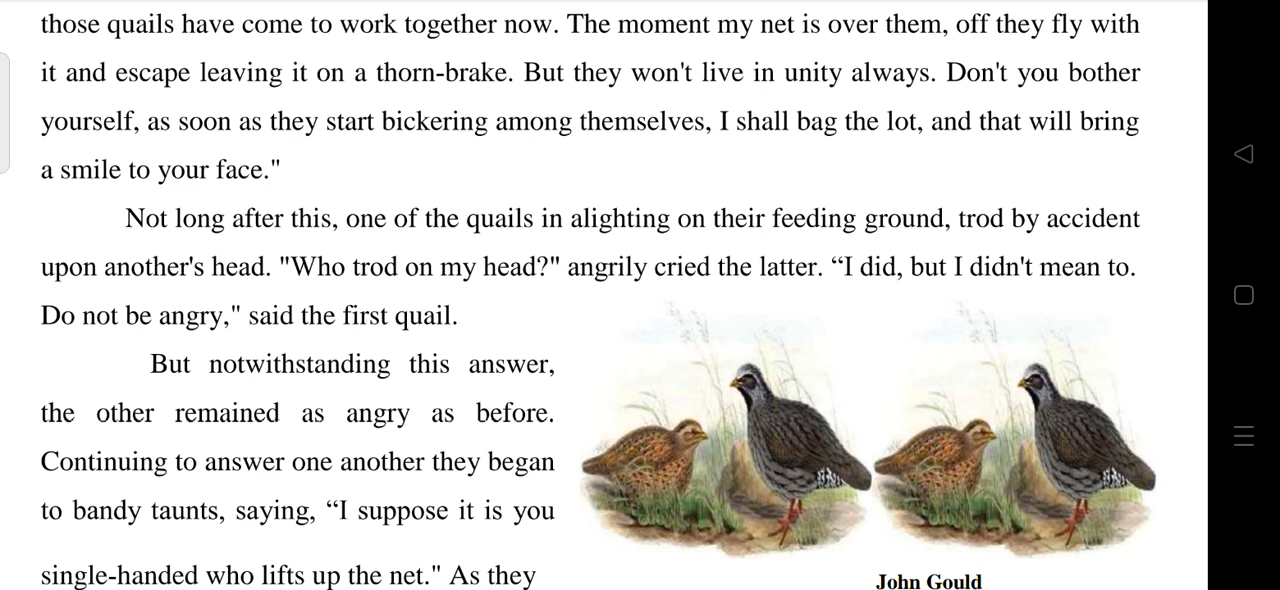 those quails have come to work together now. The moment my net is over them, off they fly with
it and escape leaving it on a thorn-brake. But they won't live in unity always. Don't you bother
yourself, as soon as they start bickering among themselves, I shall bag the lot, and that will bring
a smile to your face."
Not long after this, one of the quails in alighting on their feeding ground, trod by accident
upon another's head. "Who trod on my head?" angrily cried the latter. “I did, but I didn't mean to.
Do not be angry," said the first quail.
But notwithstanding this answer,
the other remained as angry as before.
Continuing to answer one another they began
to bandy taunts, saying, “I suppose it is you
single-handed who lifts up the net." As they
John Gould